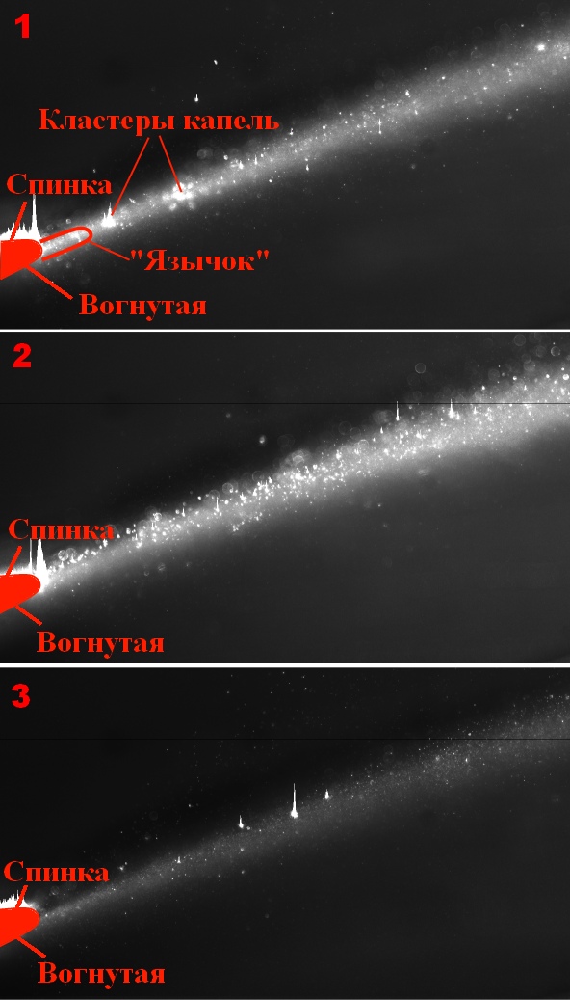 1
Кластеры капель
Спинка
"Язычок"
Вогнутая
2
Спинка
Вогнутая
3
Спинка
Вогнутая